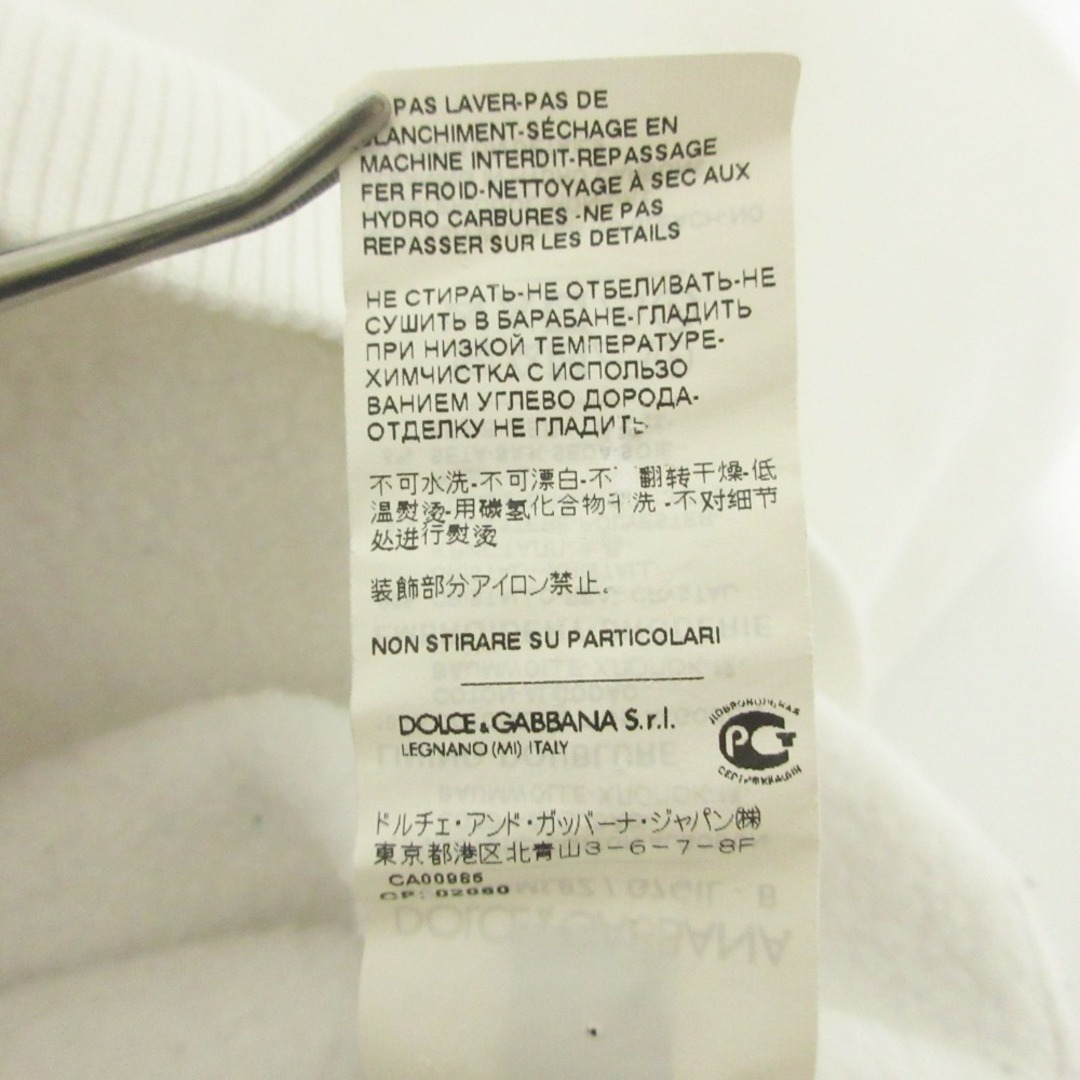 PAS LAVER-PAS DE
BLANCHIMENT-SÉCHAGE EN
MACHINE INTERDIT-REPASSAGE
FER FROID-NETTOYAGE À SEC AUX
HYDRO CARBURES -NE PAS
REPASSER SUR LES DETAILS
НЕ СТИРАТЬ-НЕ ОТБЕЛИВАТЬ-НЕ
СУШИТЬ В БАРАБАНЕ-ГЛАДИТЬ
ПРИ НИЗКОЙ ТЕМПЕРАТУРЕ-
ХИМЧИСТКА С ИСПОЛЬЗО
ВАНИЕМ УГЛЕВО ДОРОДА-
ОТДЕЛКУ НЕ ГЛАДИТЬ
不可水洗-不可漂白-不 翻转干燥-低
温熨烫-用碳氢化合物干洗-不对细节
处进行熨烫
装飾部分アイロン禁止.
NON STIRARE SU PARTICOLARI
DOLCE & GABBANA S.r.l.
LEGNANO (MI) ITALY
ДОБРОВОЛЬНАЯ
РСТ
СЕРТИФИКАЦИЯ
ドルチェ・アンド・ガッバーナ・ジャパン㈱
東京都港区北青山3-6-7-8F
CA00985
CP: 02060